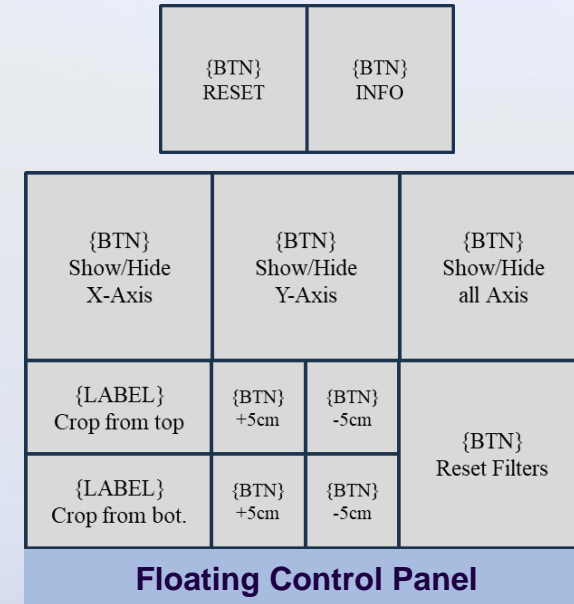 {BTN}
RESET
{BTN}
INFO
{BTN}
Show/Hide
X-Axis
{BTN}
Show/Hide
Y-Axis
{BTN}
Show/Hide
all Axis
{LABEL}
Crop from top
{BTN}
+5cm
{BTN}
-5cm
{BTN}
Reset Filters
{LABEL}
Crop from bot.
{BTN}
+5cm
{BTN}
-5cm
Floating Control Panel